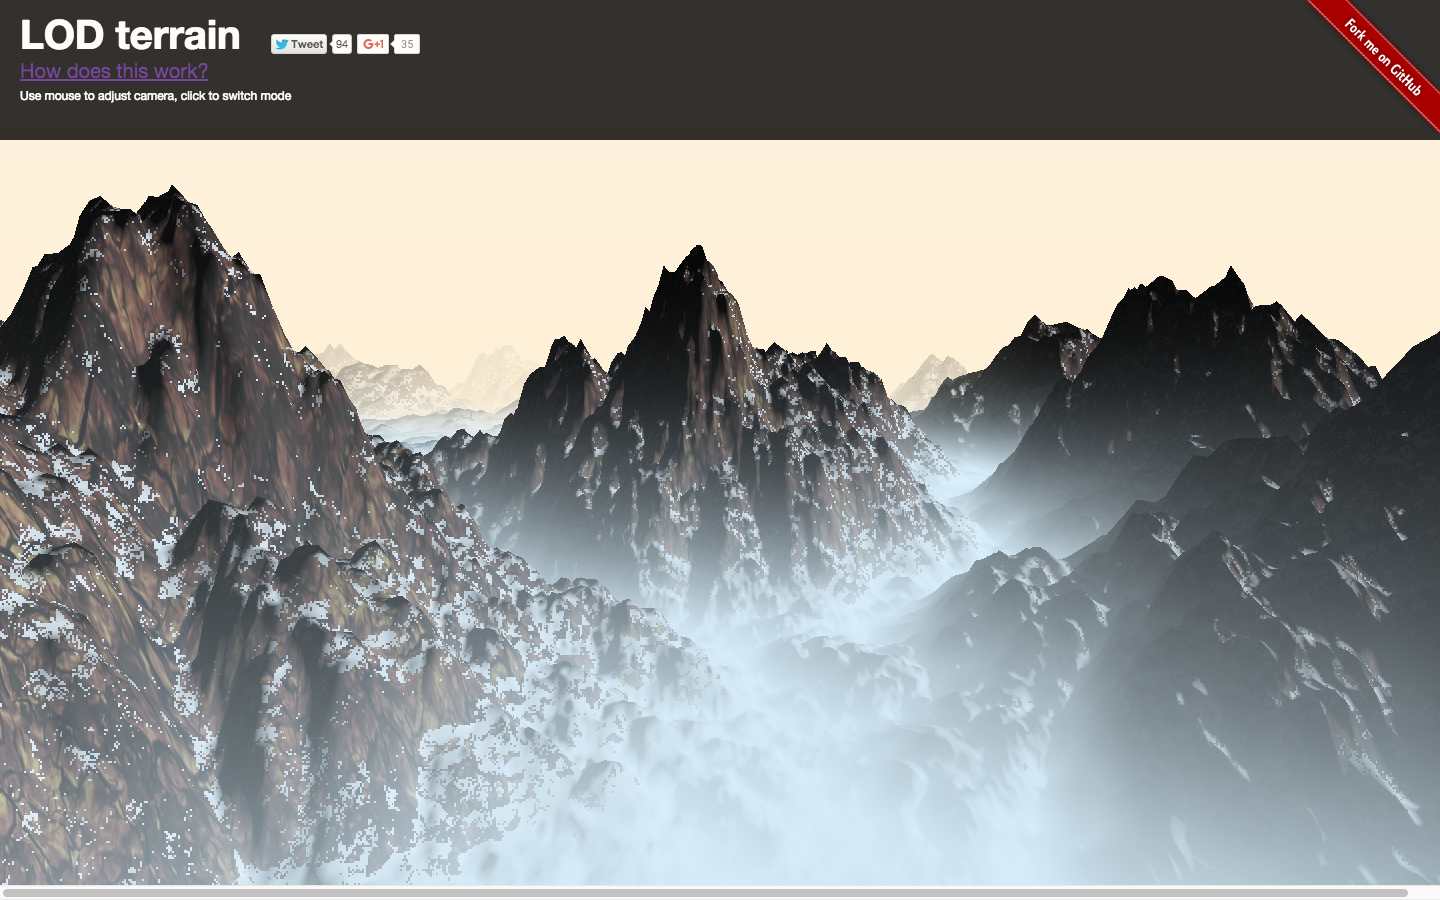 LOD terrain
Tweet 94 G+1 35
How does this work?
Use mouse to adjust camera, click to switch mode
Fork me on GitHub